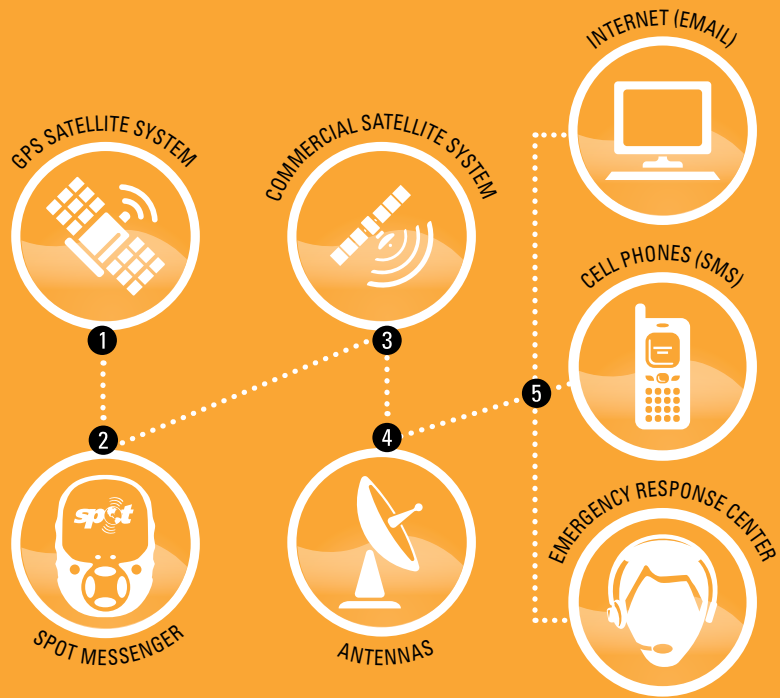 INTERNET (EMAIL)
GPS SATELLITE SYSTEM
COMMERCIAL SATELLITE SYSTEM
CELL PHONES (SMS)
1
3
5
2
4
spot
EMERGENCY RESPONSE CENTER
SPOT MESSENGER
ANTENNAS